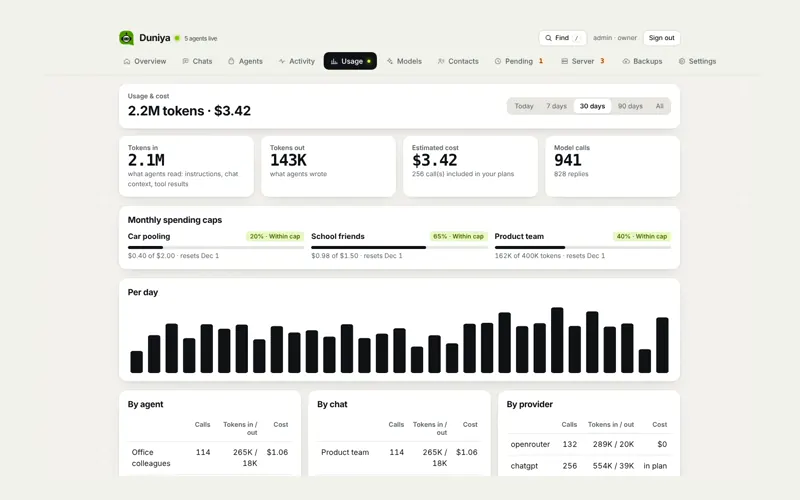 Duniya 5 agents live
Find / admin · owner Sign out
Overview Chats Agents Activity Usage Models Contacts Pending 1 Server 3 Backups Settings
Usage & cost
2.2M tokens · $3.42
Today 7 days 30 days 90 days All
Tokens in
2.1M
what agents read: instructions, chat
context, tool results
Tokens out
143K
what agents wrote
Estimated cost
$3.42
256 call(s) included in your plans
Model calls
941
828 replies
Monthly spending caps
Car pooling 20% · Within cap
$0.40 of $2.00 · resets Dec 1
School friends 65% · Within cap
$0.98 of $1.50 · resets Dec 1
Product team 40% · Within cap
162K of 400K tokens · resets Dec 1
Per day
By agent
Calls Tokens in / out Cost
Office colleagues 114 265K / 18K $1.06
By chat
Calls Tokens in / out Cost
Product team 114 265K / 18K $1.06
By provider
Calls Tokens in / out Cost
openrouter 132 289K / 20K $0
chatgpt 256 554K / 39K in plan